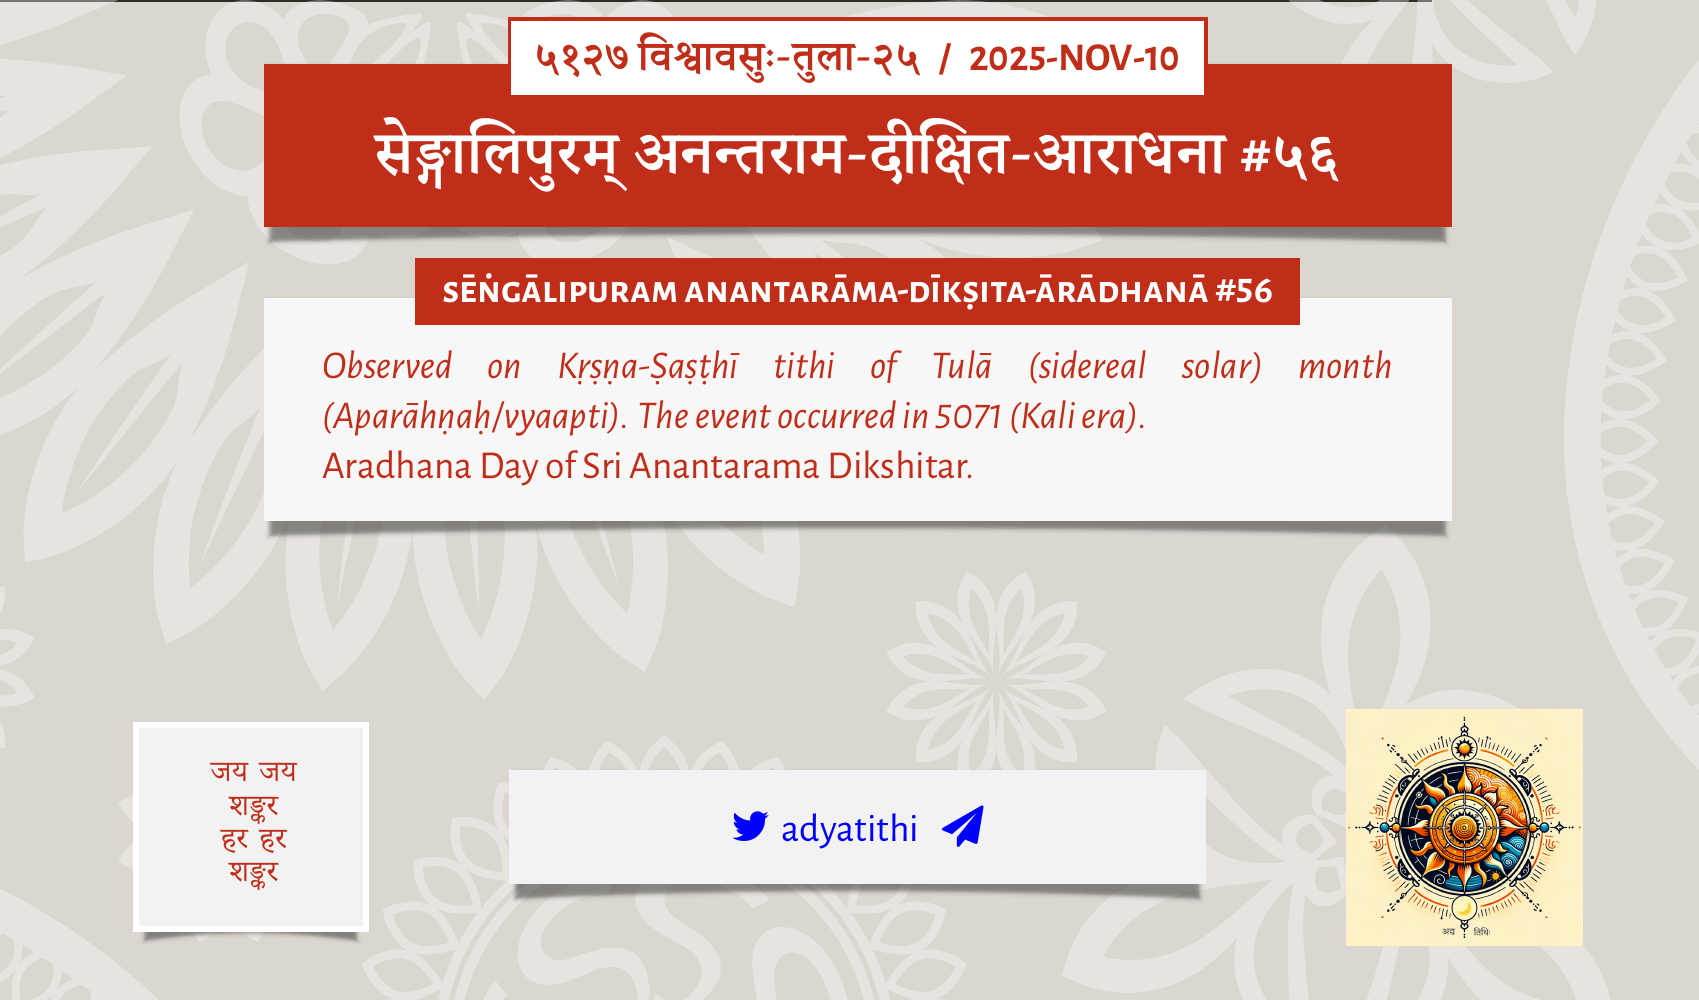 ५१२७ विश्वावसुः-तुला-२५ / 2025-NOV-10
सेङ्गालिपुरम् अनन्तराम-दीक्षित-आराधना #५६
SĒṄGĀLIPURAM ANANTARĀMA-DĪKṢITA-ĀRĀDHANĀ #56
Observed on Kṛṣṇa-Ṣaṣṭhī tithi of Tulā (sidereal solar) month
(Aparāhṇaḥ/vyaapti). The event occurred in 5071 (Kali era).
Aradhana Day of Sri Anantarama Dikshitar.
जय जय
शङ्कर
हर हर
शङ्कर
adyatithi
अद्य तिथिः